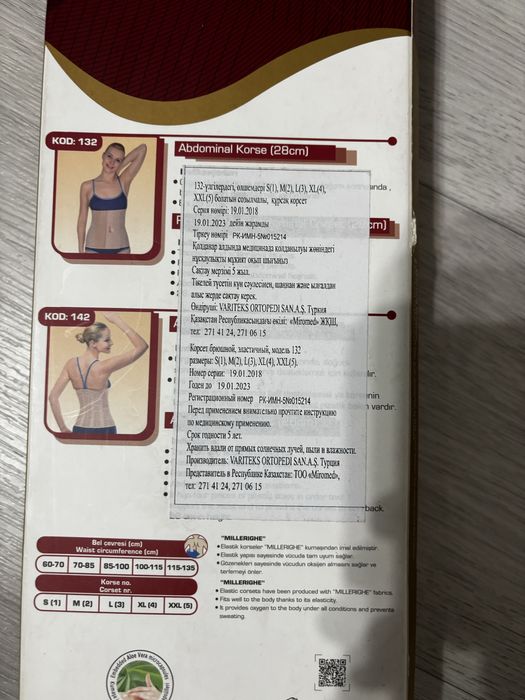 KOD: 132
Abdominal Korse (28cm)
132-үлгілердегі, өлшемдері S(1), M(2), L(3), XL(4),
XXL(5) болатын созылмалы, құрсақ корсет
Серия нөмірі: 19.01.2018
19.01.2023 дейін жарамды
Тіркеу нөмірі РК-ИМН-5№015214
Қолданар алдында медицинада қолданылуы жөніндегі
нұсқаулықты мұқият оқып шығыңыз
Сақтау мерзімі 5 жыл.
Тікелей түсетін күн сәулесінен, шаңнан және ылғалдан
алыс жерде сақтау керек.
Өндіруші: VARITEKS ORTOPEDI SAN.A.Ş. Туркия
Қазақстан Республикасындағы өкілі: «Miromed» ЖҚШ,
тел: 271 41 24, 271 06 15
KOD: 142
Корсет брюшной, эластичный, модель 132
размеры: S(1), M(2), L(3), XL(4), XXL(5).
Номер серии: 19.01.2018
Годен до 19.01.2023
Регистрационный номер РК-ИМН-5№015214
Перед применением внимательно прочтите инструкцию
по медицинскому применению.
Срок годности 5 лет.
Хранить вдали от прямых солнечных лучей, пыли и влажности.
Производитель: VARITEKS ORTOPEDI SAN.A.Ş. Турция
Представитель в Республике Казахстан: ТОО «Miromed»,
тел: 271 41 24, 271 06 15
cm)
vardır.
back.
Bel çevresi (cm)
Waist circumference (cm)
60-70 70-85 85-100 100-115 115-135
Korse no.
Corset nr.
S (1) M (2) L (3) XL (4) XXL (5)
"MILLERIGHE"
• Elastik korseler "MILLERIGHE" kumaşından imal edilmiştir.
• Elastik yapısı sayesinde vücuda tam uyum sağlar.
• Gözenekleri sayesinde vücudun oksijen almasını sağlar ve
terlemeyi önler.
"MILLERIGHE"
• Elastic corsets have been produced with "MILLERIGHE" fabrics.
• Fits well to the body thanks to its elasticity.
• It provides oxygen to the body under all conditions and prevents
sweating.
Embedded Aloe Vera microcapsules